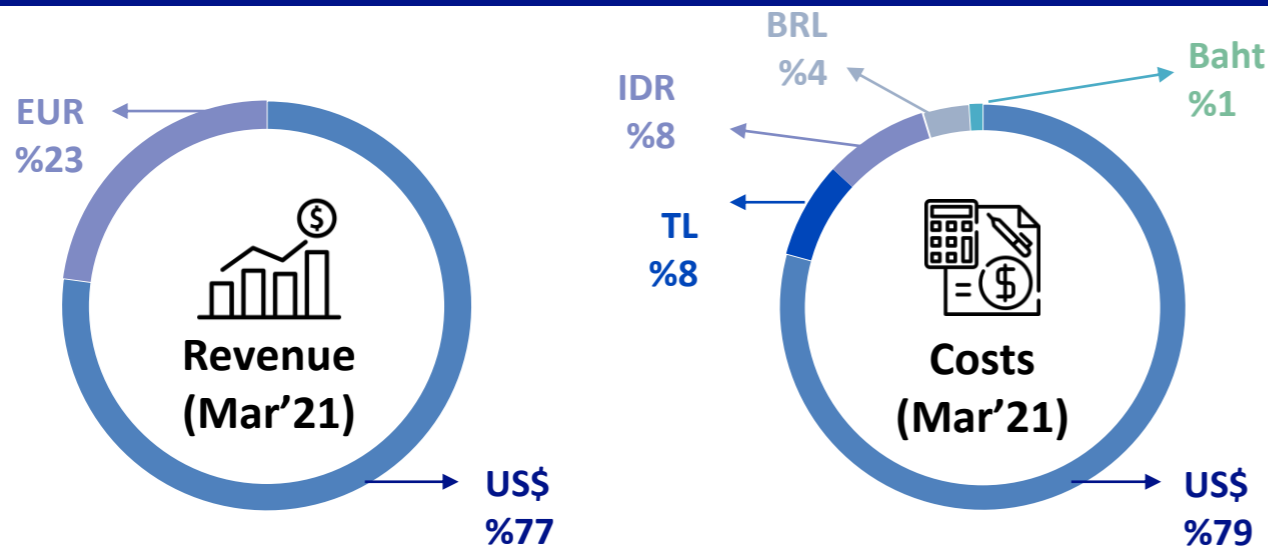 EUR
%23
$
Revenue
(Mar’21)
US$
%77
BRL
%4
Baht
%1
IDR
%8
TL
%8
$
Costs
(Mar’21)
US$
%79